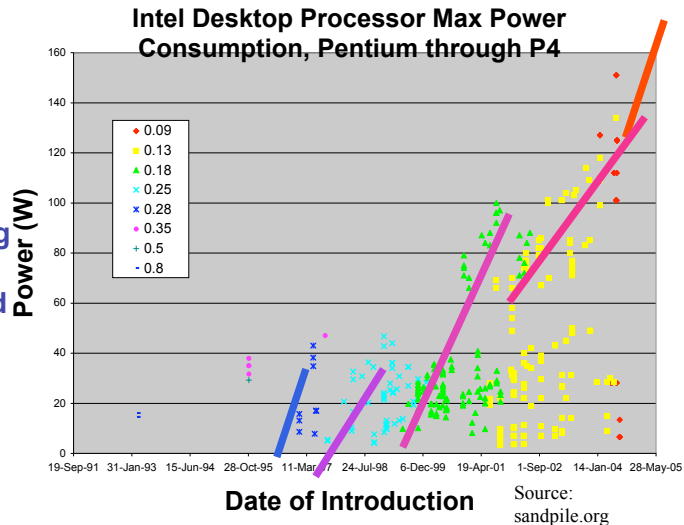 Intel Desktop Processor Max Power
Consumption, Pentium through P4
160
140
120
100
80
60
40
20
0
Power (W)
g
d
0.09
0.13
0.18
0.25
0.28
0.35
0.5
0.8
19-Sep-91
31-Jan-93
15-Jun-94
28-Oct-95
11-Mar-97
24-Jul-98
6-Dec-99
19-Apr-01
1-Sep-02
14-Jan-04
28-May-05
Date of Introduction
Source:
sandpile.org